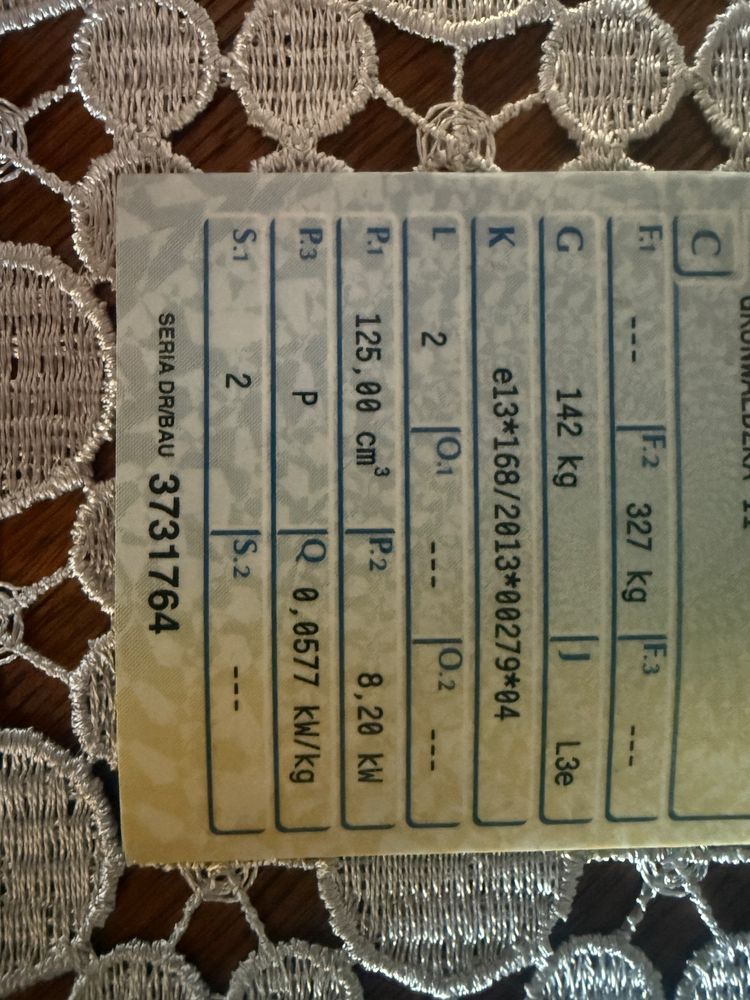 C
F.1 --- F.2 327 kg F.3 ---
G 142 kg J L3e
K e13*168/2013*00279*04
L 2 O.1 --- O.2 ---
P.1 125,00 cm³ P.2 8,20 kW
P.3 P Q 0,0577 kW/kg
S.1 2 S.2 ---
SERIA DR/BAU 3731764